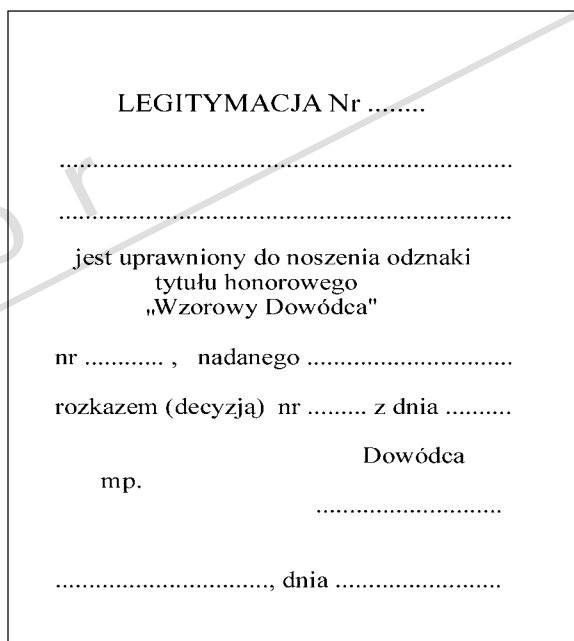 LEGITYMACJA Nr ........
....................................................................
....................................................................
jest uprawniony do noszenia odznaki
tytułu honorowego
„Wzorowy Dowódca"
nr ............ , nadanego ...............................
rozkazem (decyzją) nr ......... z dnia ..........
Dowódca
mp.
............................
................................, dnia .........................